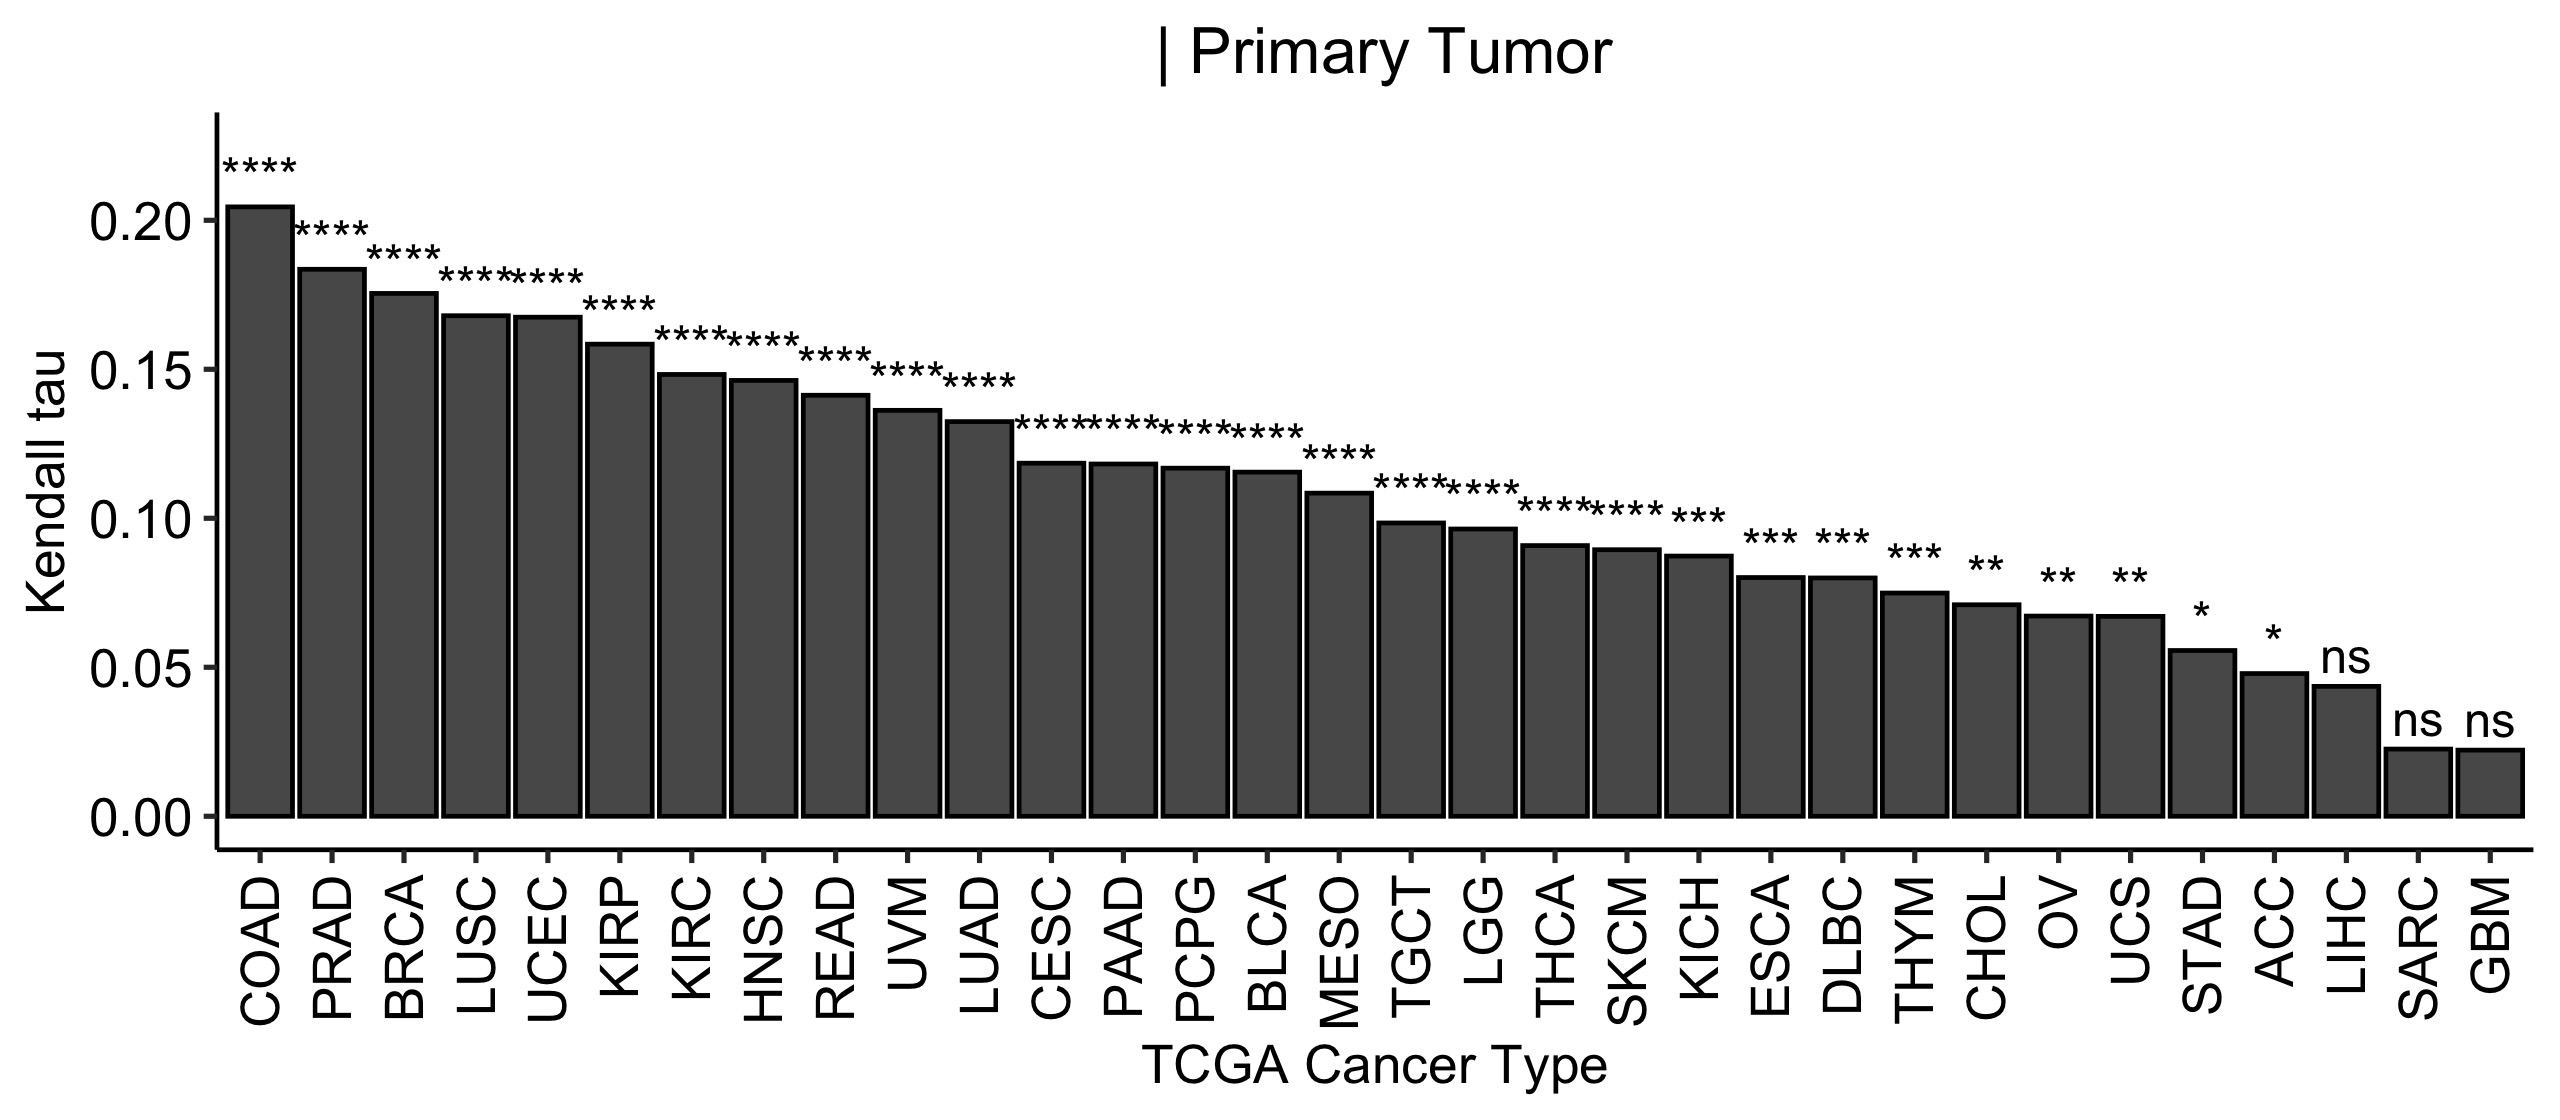 | Primary Tumor
Kendall tau
0.20
0.15
0.10
0.05
0.00
**** **** **** **** **** **** **** **** **** **** **** **** **** **** **** **** **** **** **** **** *** *** *** *** ** ** ** * * ns ns ns
COAD PRAD BRCA LUSC UCEC KIRP KIRC HNSC READ UVM LUAD CESC PAAD PCPG BLCA MESO TGCT LGG THCA SKCM KICH ESCA DLBC THYM CHOL OV UCS STAD ACC LIHC SARC GBM
TCGA Cancer Type